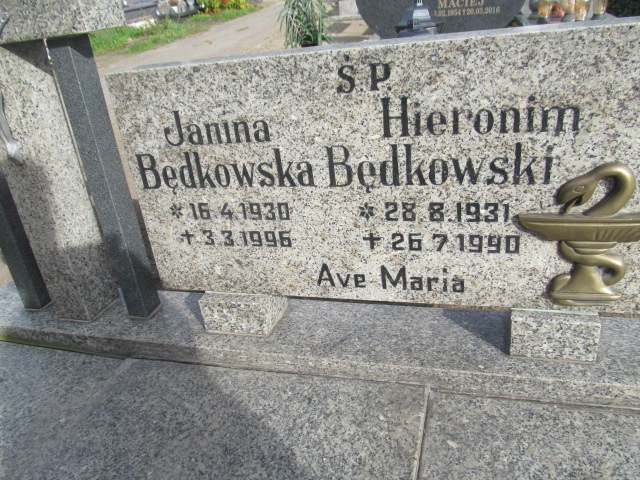 MACIEJ
ŚP.
Janina Hieronim
Będkowska Będkowski
* 16.4.1930 * 28.8.1931
+ 3.3.1996 + 26.7.1990
Ave Maria